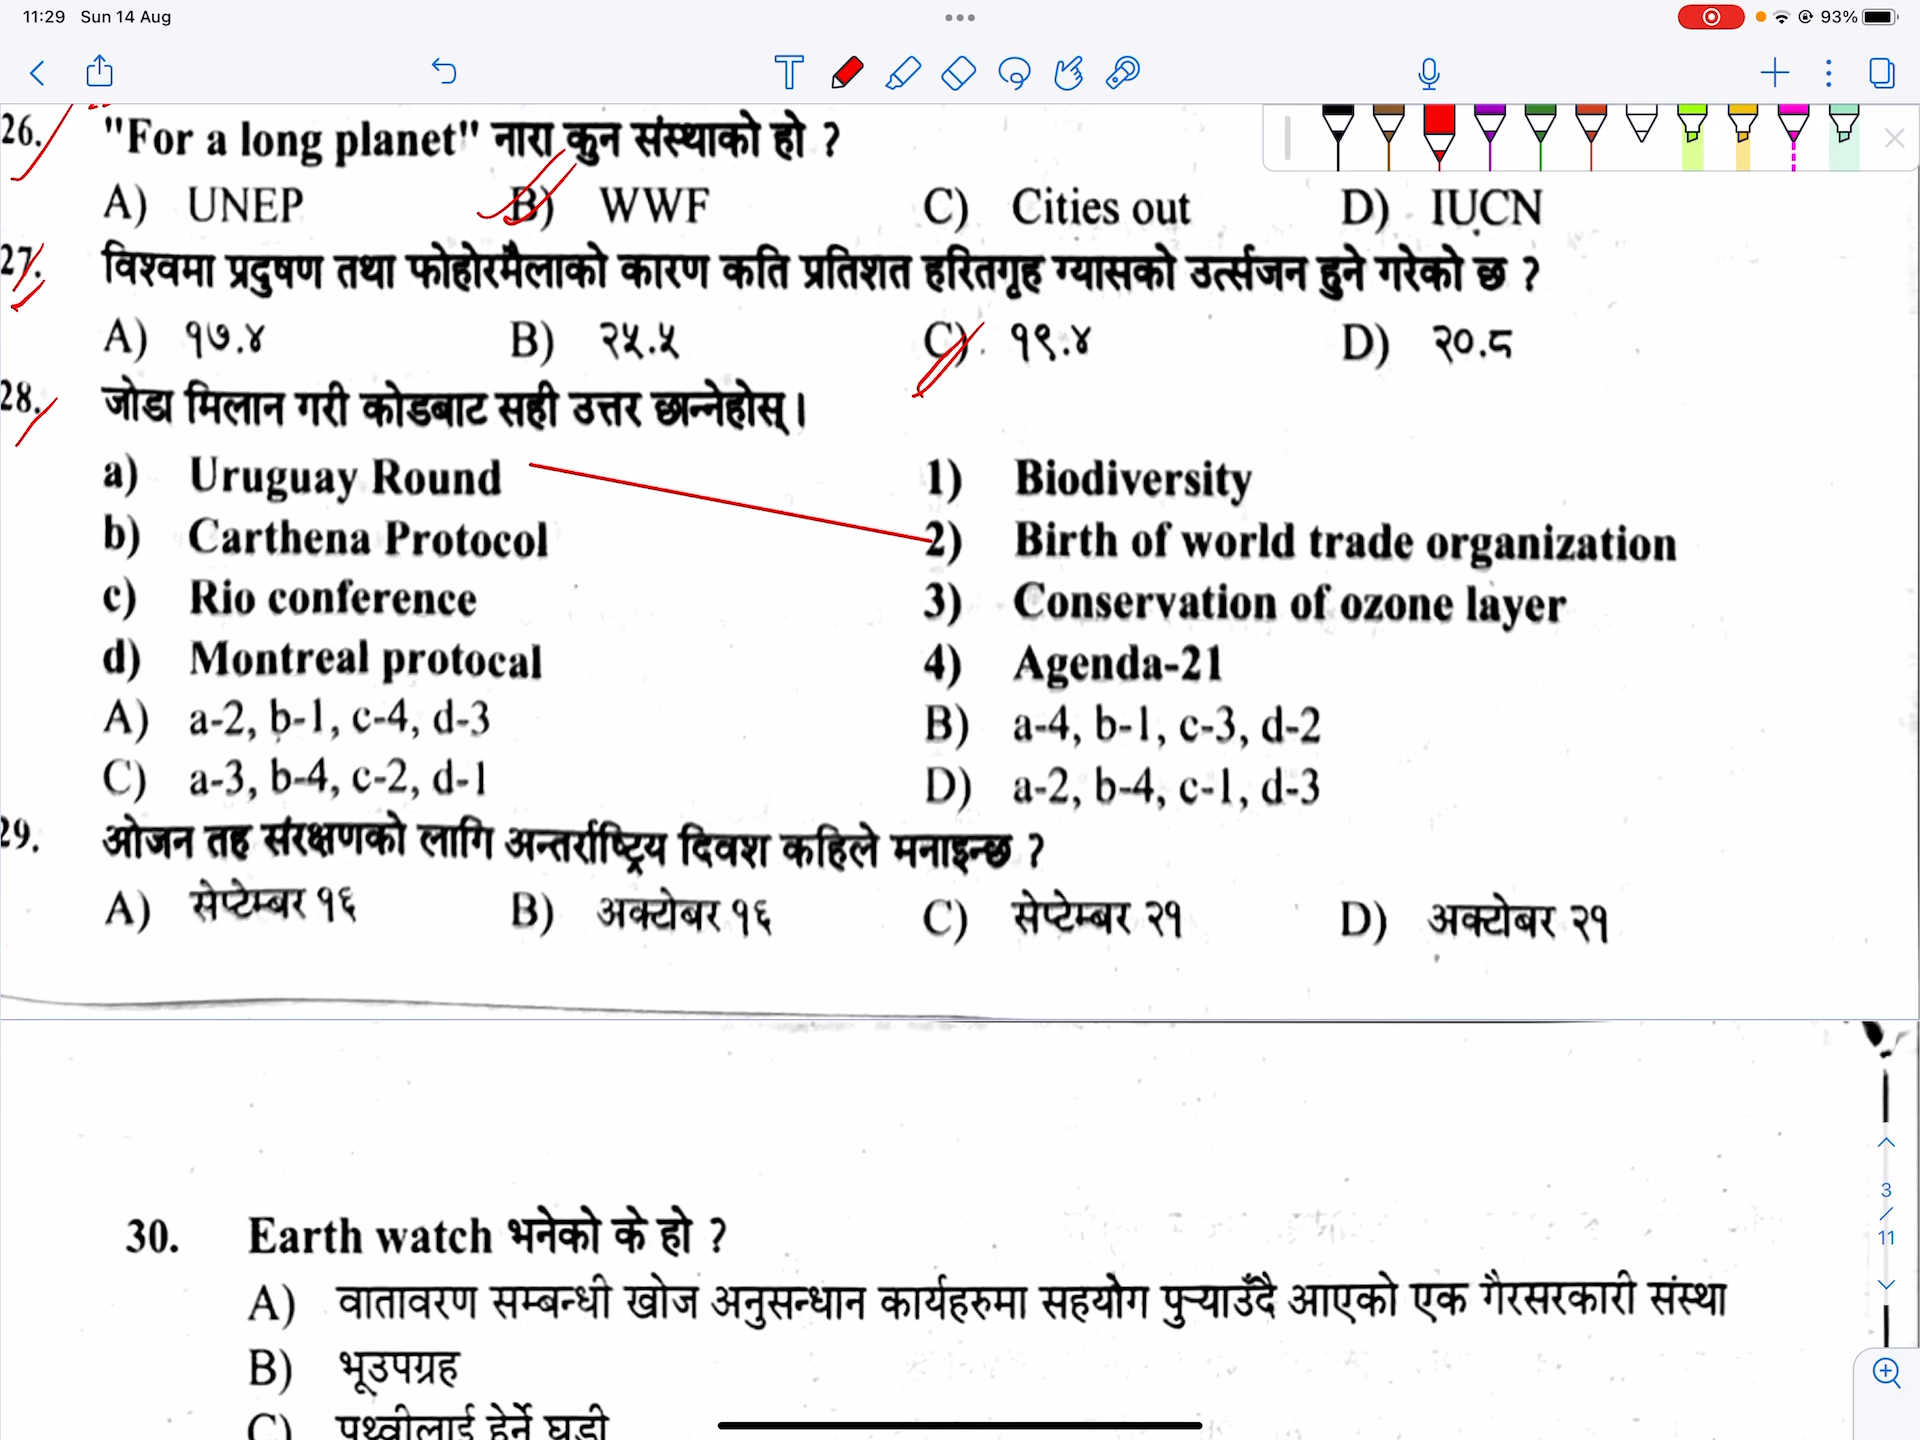 11:29 Sun 14 Aug
93%
26. "For a long planet" नारा कुन संस्थाको हो ?
A) UNEP B) WWF C) Cities out D) IUCN
27. विश्वमा प्रदुषण तथा फोहोरमैलाको कारण कति प्रतिशत हरितगृह ग्यासको उर्त्सजन हुने गरेको छ ?
A) १७.४ B) २५.५ C) १९.४ D) २०.८
28. जोडा मिलान गरी कोडबाट सही उत्तर छान्नेहोस् ।
a) Uruguay Round 1) Biodiversity
b) Carthena Protocol 2) Birth of world trade organization
c) Rio conference 3) Conservation of ozone layer
d) Montreal protocal 4) Agenda-21
A) a-2, b-1, c-4, d-3 B) a-4, b-1, c-3, d-2
C) a-3, b-4, c-2, d-1 D) a-2, b-4, c-1, d-3
29. ओजन तह संरक्षणको लागि अन्तर्राष्ट्रिय दिवश कहिले मनाइन्छ ?
A) सेप्टेम्बर १६ B) अक्टोबर १६ C) सेप्टेम्बर २१ D) अक्टोबर २१
3
/
11
30. Earth watch भनेको के हो ?
A) वातावरण सम्बन्धी खोज अनुसन्धान कार्यहरुमा सहयोग पुऱ्याउँदै आएको एक गैरसरकारी संस्था
B) भूउपग्रह
C) पृथ्वीलाई हेर्ने घडी